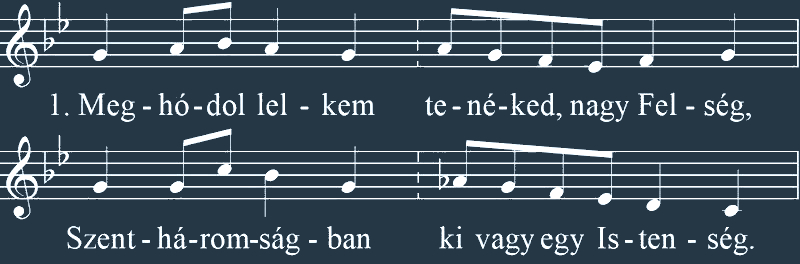 1. Meg - hó - dol lel - kem te - né - ked, nagy Fel - ség,
Szent - há - rom - ság - ban ki vagy egy Is - ten - ség.